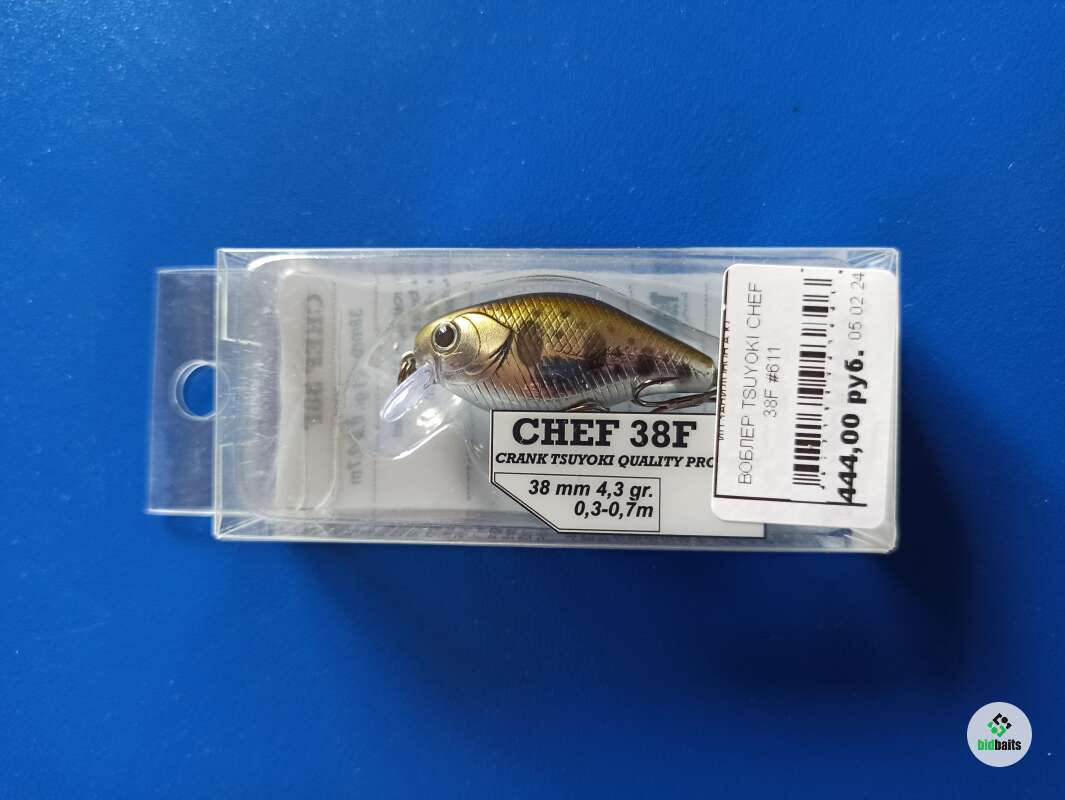 CHEF 38F
CRANK TSUYOKI QUALITY PRO
38 mm 4,3 gr.
0,3-0,7m
ВОБЛЕР TSUYOKI CHEF
38F #611
444,00 руб. 05 02 24
bidbaits